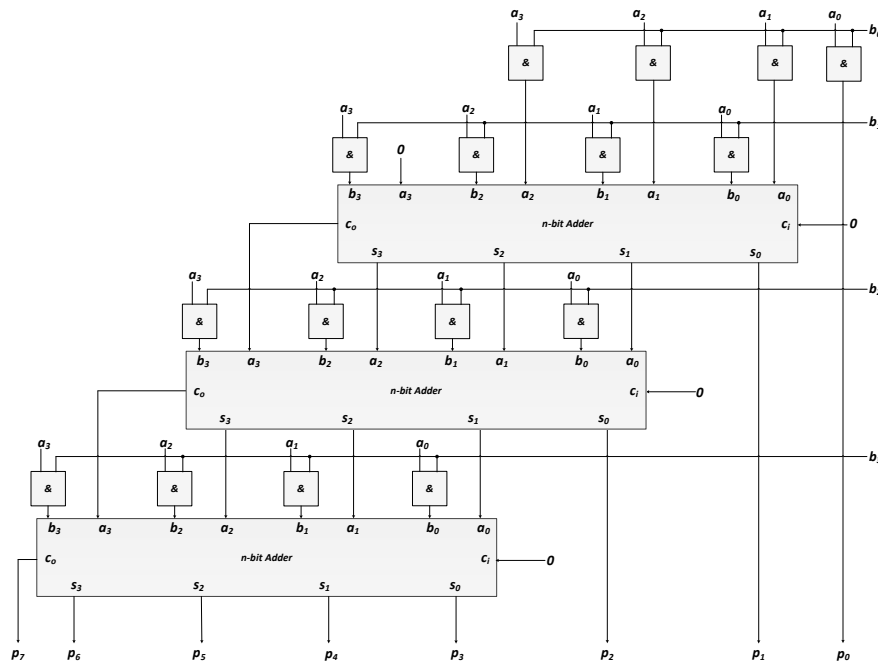 a3 a2 a1 a0
b
& & & &
a3 a2 a1 a0
b
& 0 & & &
b3 a3 b2 a2 b1 a1 b0 a0
co n-bit Adder ci 0
s3 s2 s1 s0
a3 a2 a1 a0
b
& & & &
b3 a3 b2 a2 b1 a1 b0 a0
co n-bit Adder ci 0
s3 s2 s1 s0
a3 a2 a1 a0
b
& & & &
b3 a3 b2 a2 b1 a1 b0 a0
co n-bit Adder ci 0
s3 s2 s1 s0
p7 p6 p5 p4 p3 p2 p1 p0